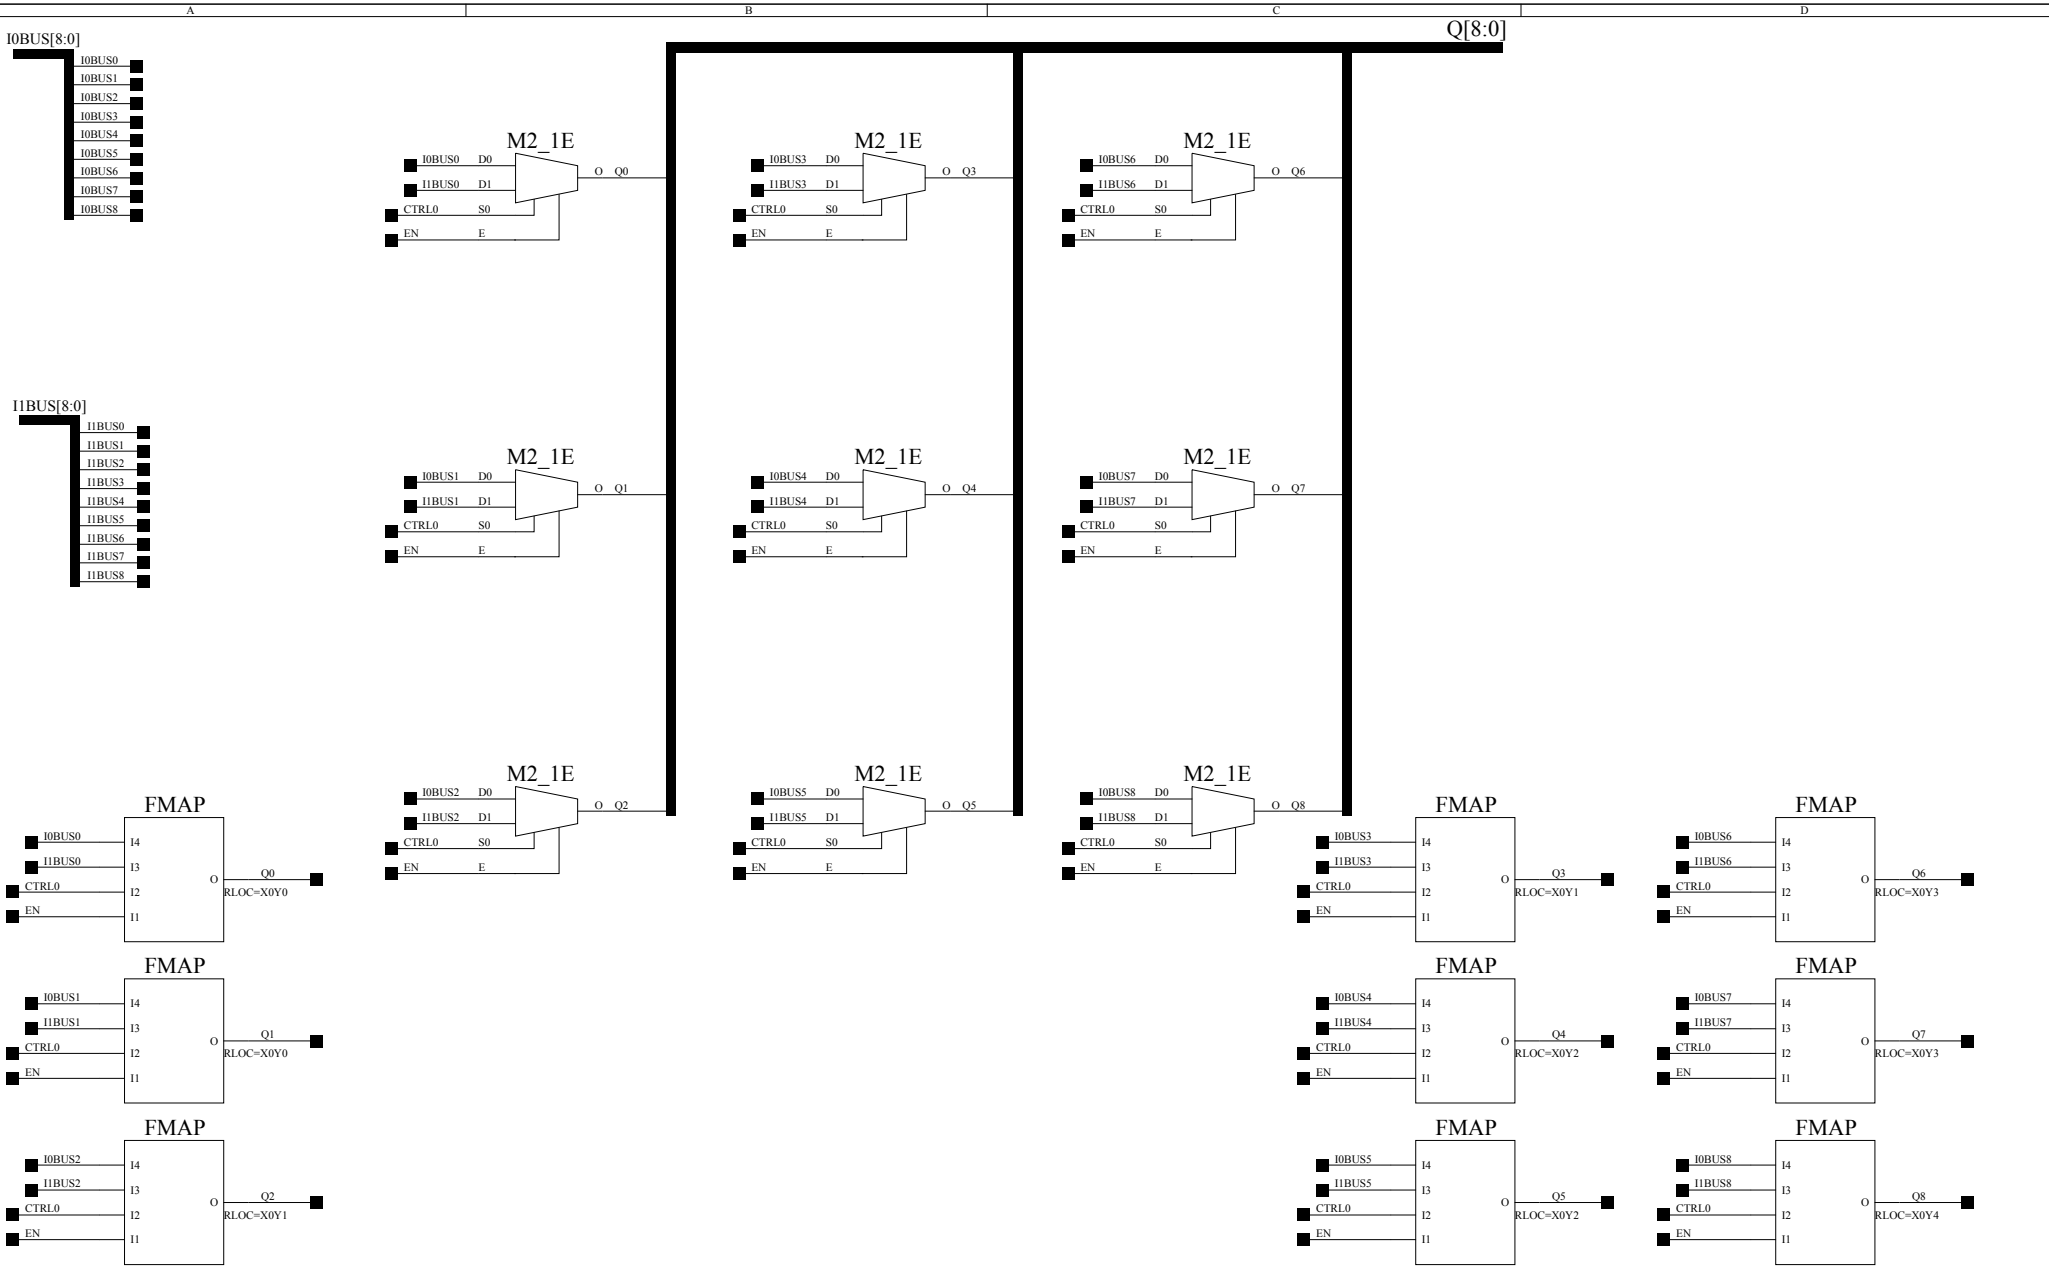 A B C D
Q[8:0]
I0BUS[8:0]
I0BUS0
I0BUS1
I0BUS2
I0BUS3
I0BUS4
I0BUS5
I0BUS6
I0BUS7
I0BUS8
M2_1E
I0BUS0 D0
I1BUS0 D1
CTRL0 S0
EN E
O Q0
M2_1E
I0BUS3 D0
I1BUS3 D1
CTRL0 S0
EN E
O Q3
M2_1E
I0BUS6 D0
I1BUS6 D1
CTRL0 S0
EN E
O Q6
I1BUS[8:0]
I1BUS0
I1BUS1
I1BUS2
I1BUS3
I1BUS4
I1BUS5
I1BUS6
I1BUS7
I1BUS8
M2_1E
I0BUS1 D0
I1BUS1 D1
CTRL0 S0
EN E
O Q1
M2_1E
I0BUS4 D0
I1BUS4 D1
CTRL0 S0
EN E
O Q4
M2_1E
I0BUS7 D0
I1BUS7 D1
CTRL0 S0
EN E
O Q7
M2_1E
I0BUS2 D0
I1BUS2 D1
CTRL0 S0
EN E
O Q2
M2_1E
I0BUS5 D0
I1BUS5 D1
CTRL0 S0
EN E
O Q5
M2_1E
I0BUS8 D0
I1BUS8 D1
CTRL0 S0
EN E
O Q8
FMAP
I0BUS0 I4
I1BUS0 I3
CTRL0 I2
EN I1
O Q0
RLOC=X0Y0
FMAP
I0BUS3 I4
I1BUS3 I3
CTRL0 I2
EN I1
O Q3
RLOC=X0Y1
FMAP
I0BUS6 I4
I1BUS6 I3
CTRL0 I2
EN I1
O Q6
RLOC=X0Y3
FMAP
I0BUS1 I4
I1BUS1 I3
CTRL0 I2
EN I1
O Q1
RLOC=X0Y0
FMAP
I0BUS4 I4
I1BUS4 I3
CTRL0 I2
EN I1
O Q4
RLOC=X0Y2
FMAP
I0BUS7 I4
I1BUS7 I3
CTRL0 I2
EN I1
O Q7
RLOC=X0Y3
FMAP
I0BUS2 I4
I1BUS2 I3
CTRL0 I2
EN I1
O Q2
RLOC=X0Y1
FMAP
I0BUS5 I4
I1BUS5 I3
CTRL0 I2
EN I1
O Q5
RLOC=X0Y2
FMAP
I0BUS8 I4
I1BUS8 I3
CTRL0 I2
EN I1
O Q8
RLOC=X0Y4